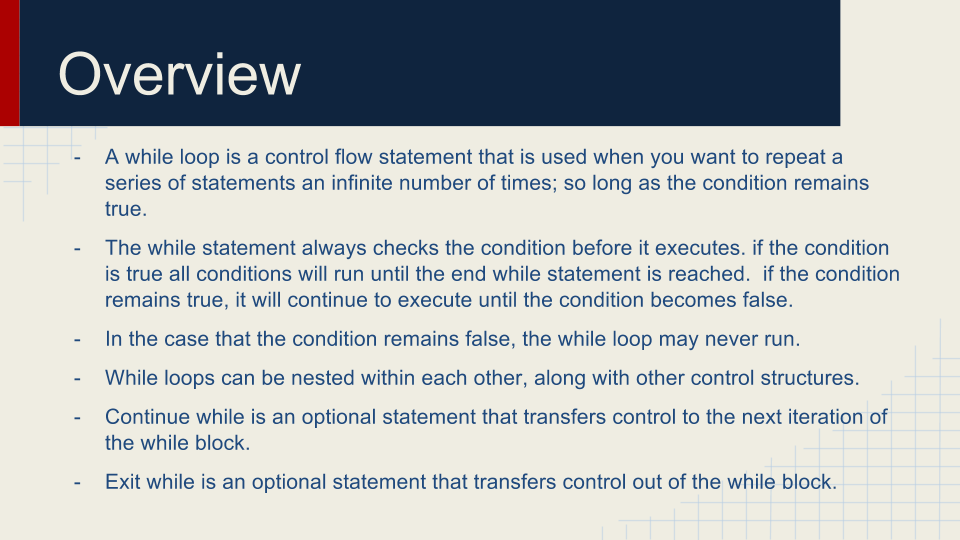 Overview
- A while loop is a control flow statement that is used when you want to repeat a
series of statements an infinite number of times; so long as the condition remains
true.
- The while statement always checks the condition before it executes. if the condition
is true all conditions will run until the end while statement is reached.  if the condition
remains true, it will continue to execute until the condition becomes false.
- In the case that the condition remains false, the while loop may never run.
- While loops can be nested within each other, along with other control structures.
- Continue while is an optional statement that transfers control to the next iteration of
the while block.
- Exit while is an optional statement that transfers control out of the while block.